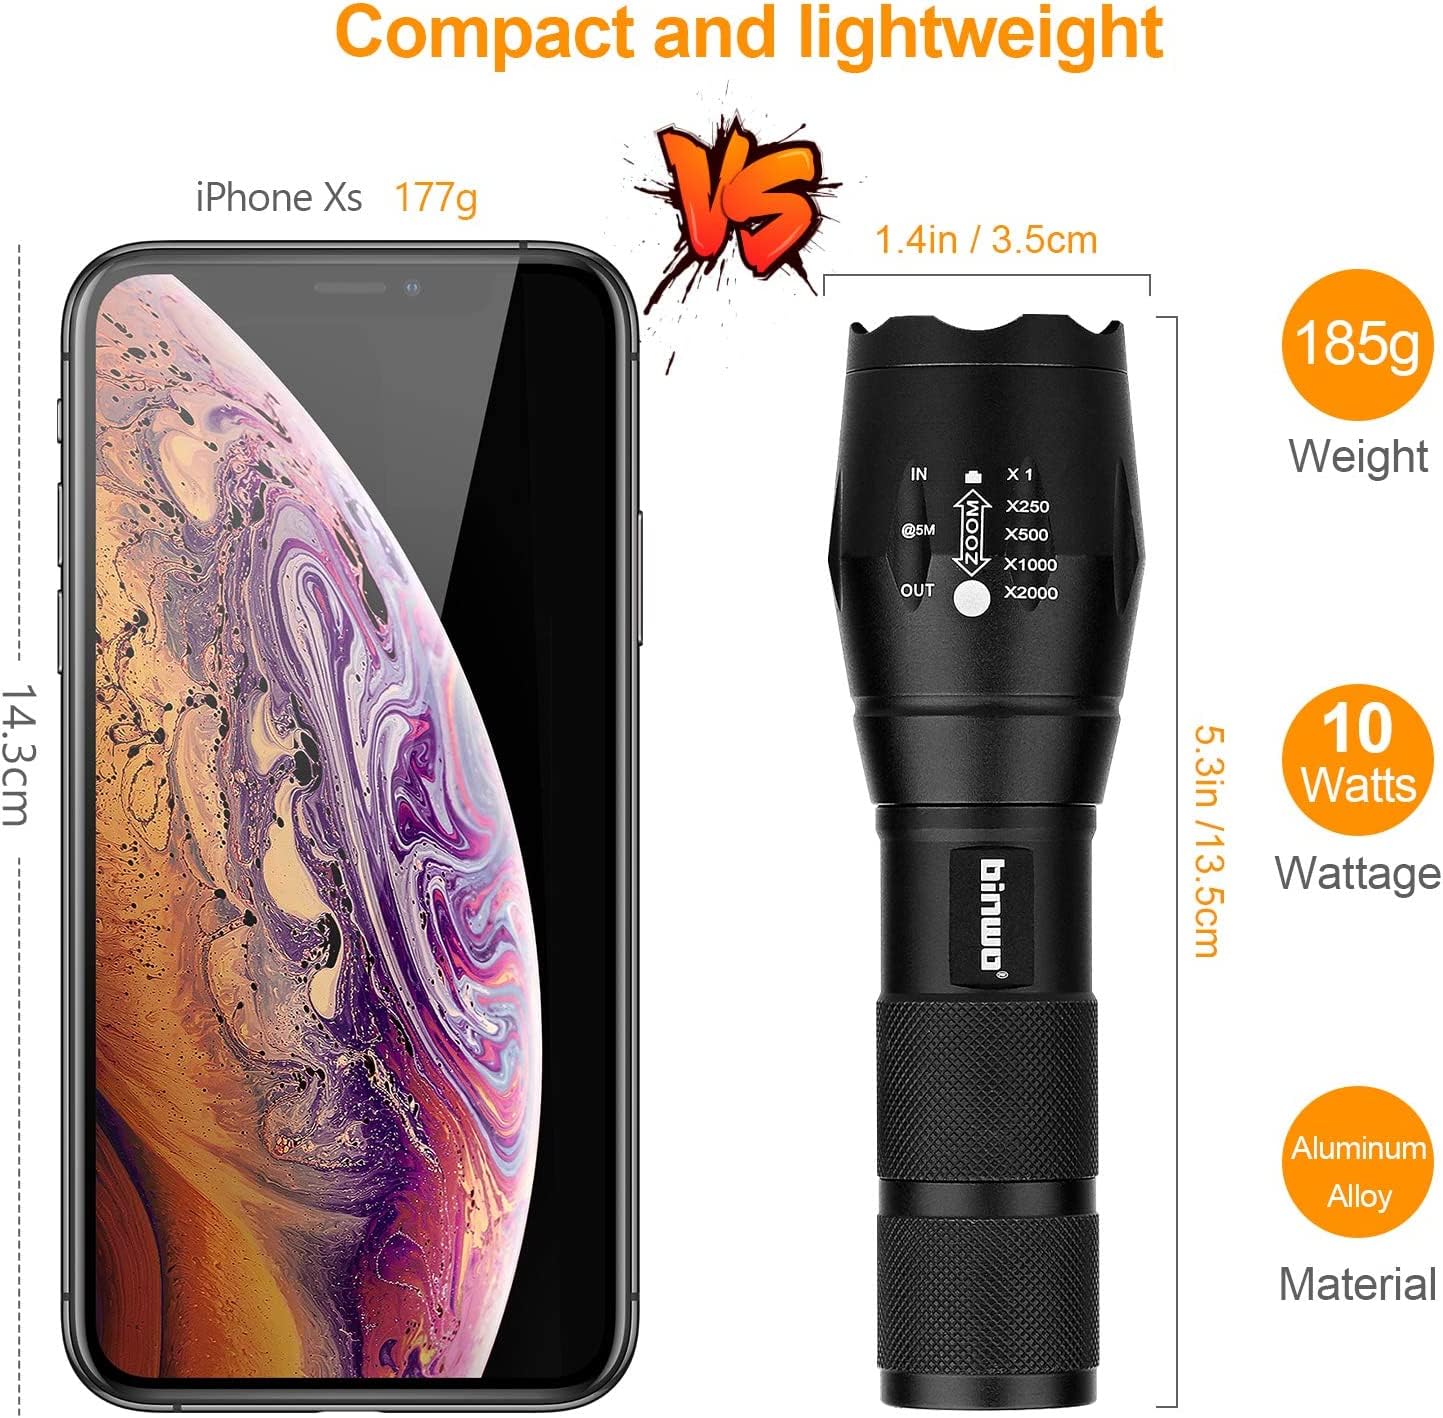 Compact and lightweight
VS
iPhone Xs 177g
1.4in / 3.5cm
14.3cm
IN X 1
X250
@5M X500
X1000
OUT X2000
ZOOM
binwo
5.3in /13.5cm
185g
Weight
10
Watts
Wattage
Aluminum
Alloy
Material